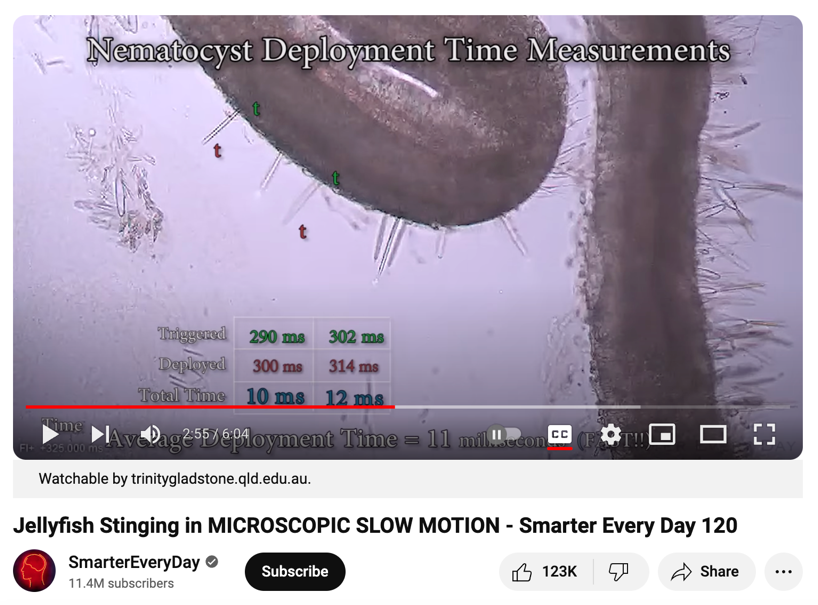 Nematocyst Deployment Time Measurements
t
t
t
t
Triggered 290 ms 302 ms
Deployed 300 ms 314 ms
Total Time 10 ms 12 ms
Time
2:55 / 6:04
CC
Average Deployment Time = 11 milliseconds (FAST!!)
Watchable by trinitygladstone.qld.edu.au.
Jellyfish Stinging in MICROSCOPIC SLOW MOTION - Smarter Every Day 120
SmarterEveryDay
11.4M subscribers
Subscribe
123K
Share